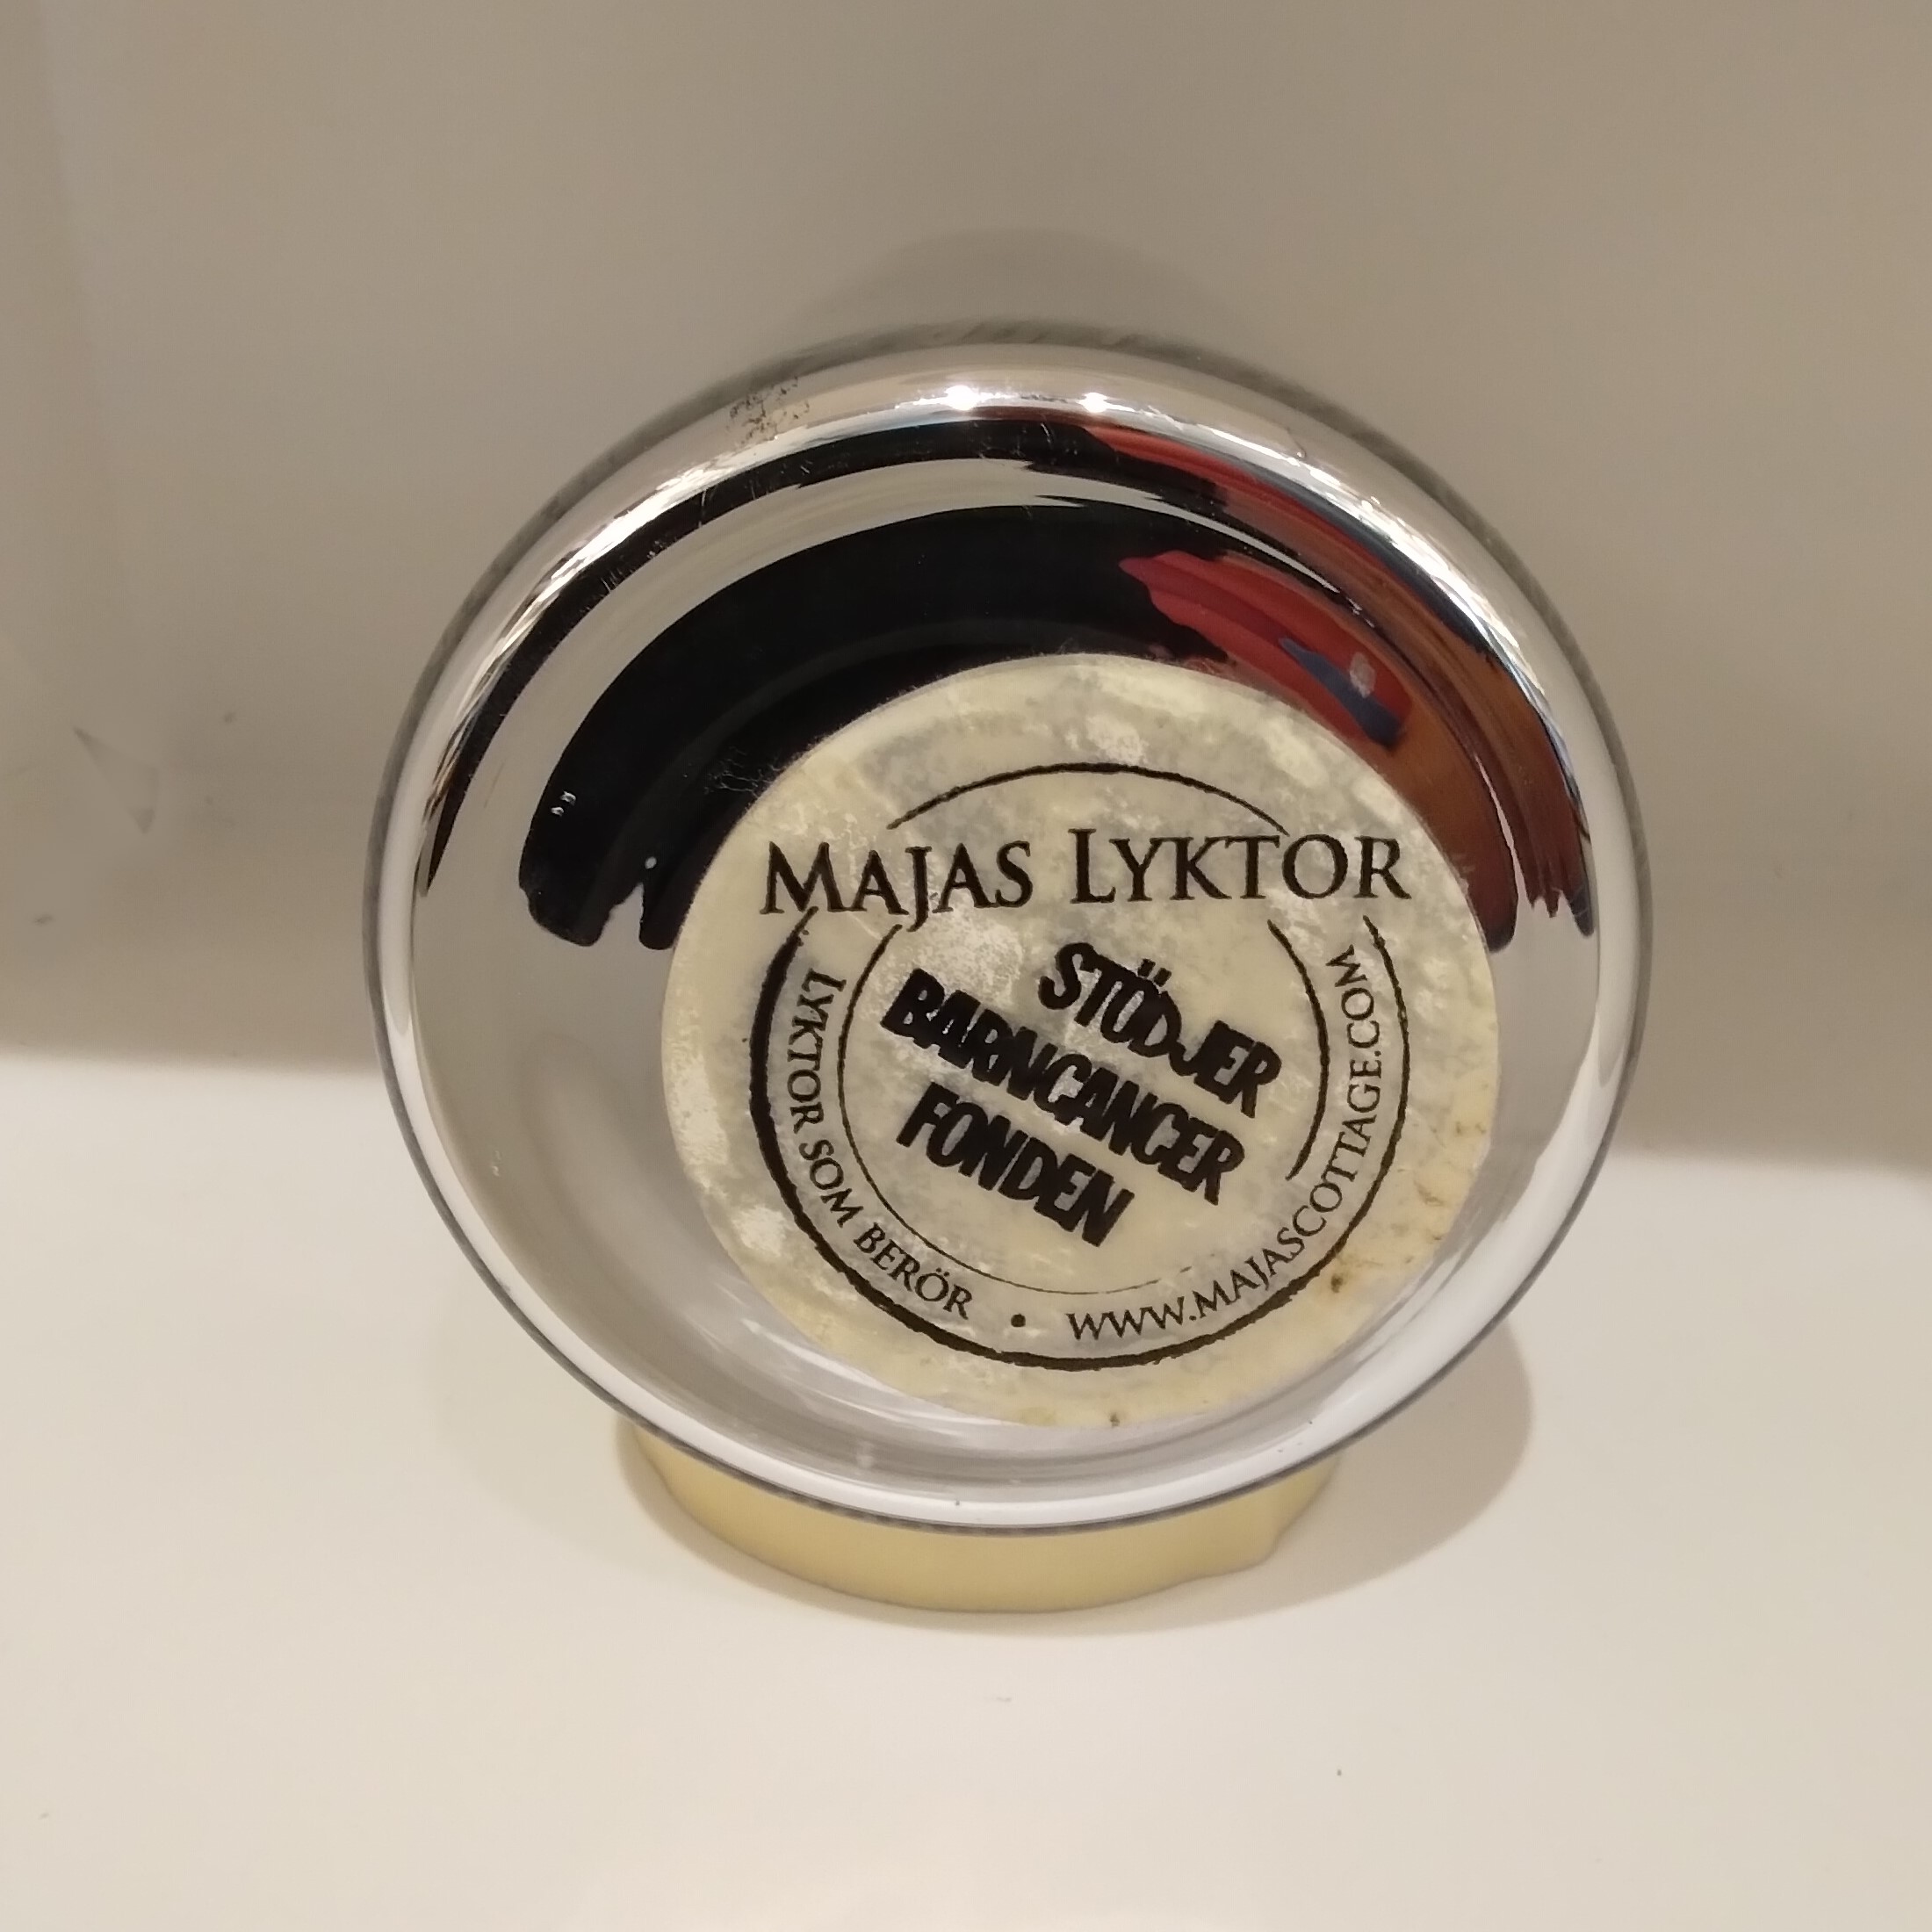 MAJAS LYKTOR
STÖDJER
BARNCANCER
FONDEN
LYKTOR SOM BERÖR • WWW.MAJASCOTTAGE.COM